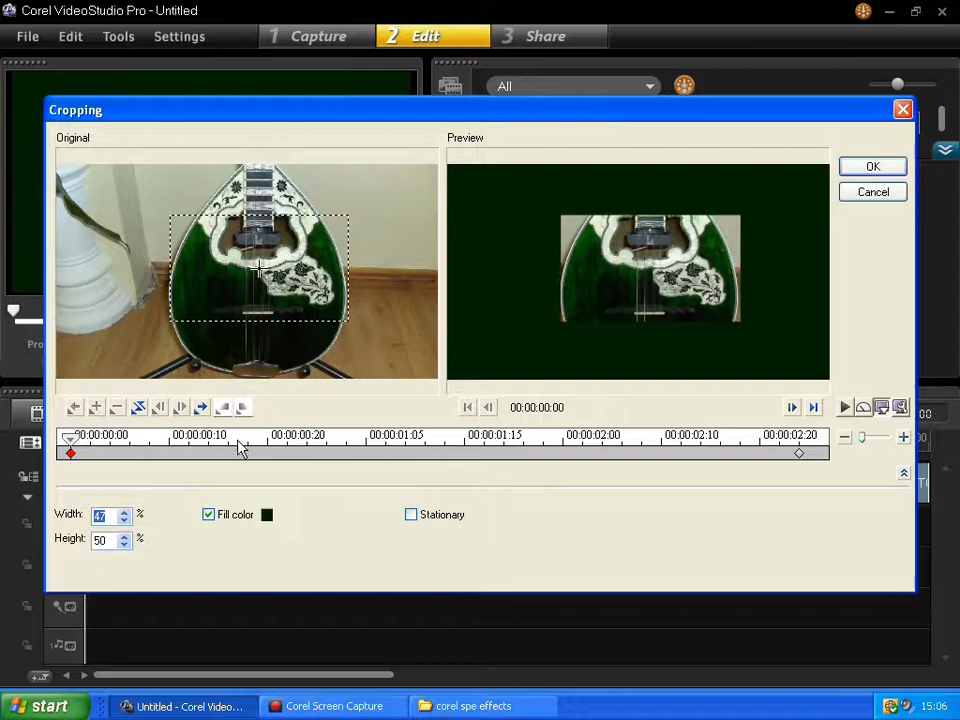 Corel VideoStudio Pro - Untitled
File Edit Tools Settings 1 Capture 2 Edit 3 Share
All
Cropping
Original
Preview
OK
Cancel
00:00:00:00
00:00:00:00 00:00:00:10 00:00:00:20 00:00:01:05 00:00:01:15 00:00:02:00 00:00:02:10 00:00:02:20
Width: 47 %
Fill color
Stationary
Height: 50 %
start
Untitled - Corel Video...
Corel Screen Capture
corel spe effects
15:06